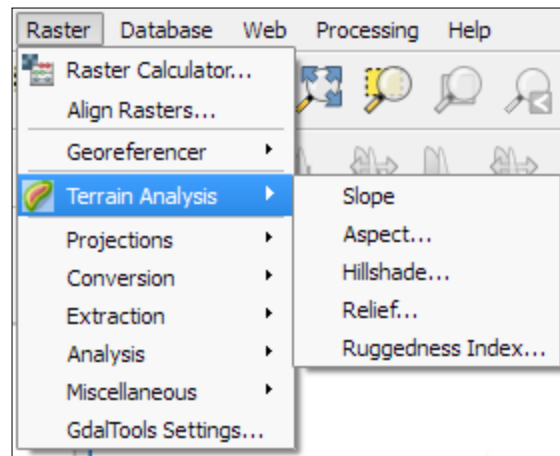 Raster Database Web Processing Help
Raster Calculator...
Align Rasters...
Georeferencer
Terrain Analysis
Slope
Aspect...
Hillshade...
Relief...
Ruggedness Index...
Projections
Conversion
Extraction
Analysis
Miscellaneous
GdalTools Settings...